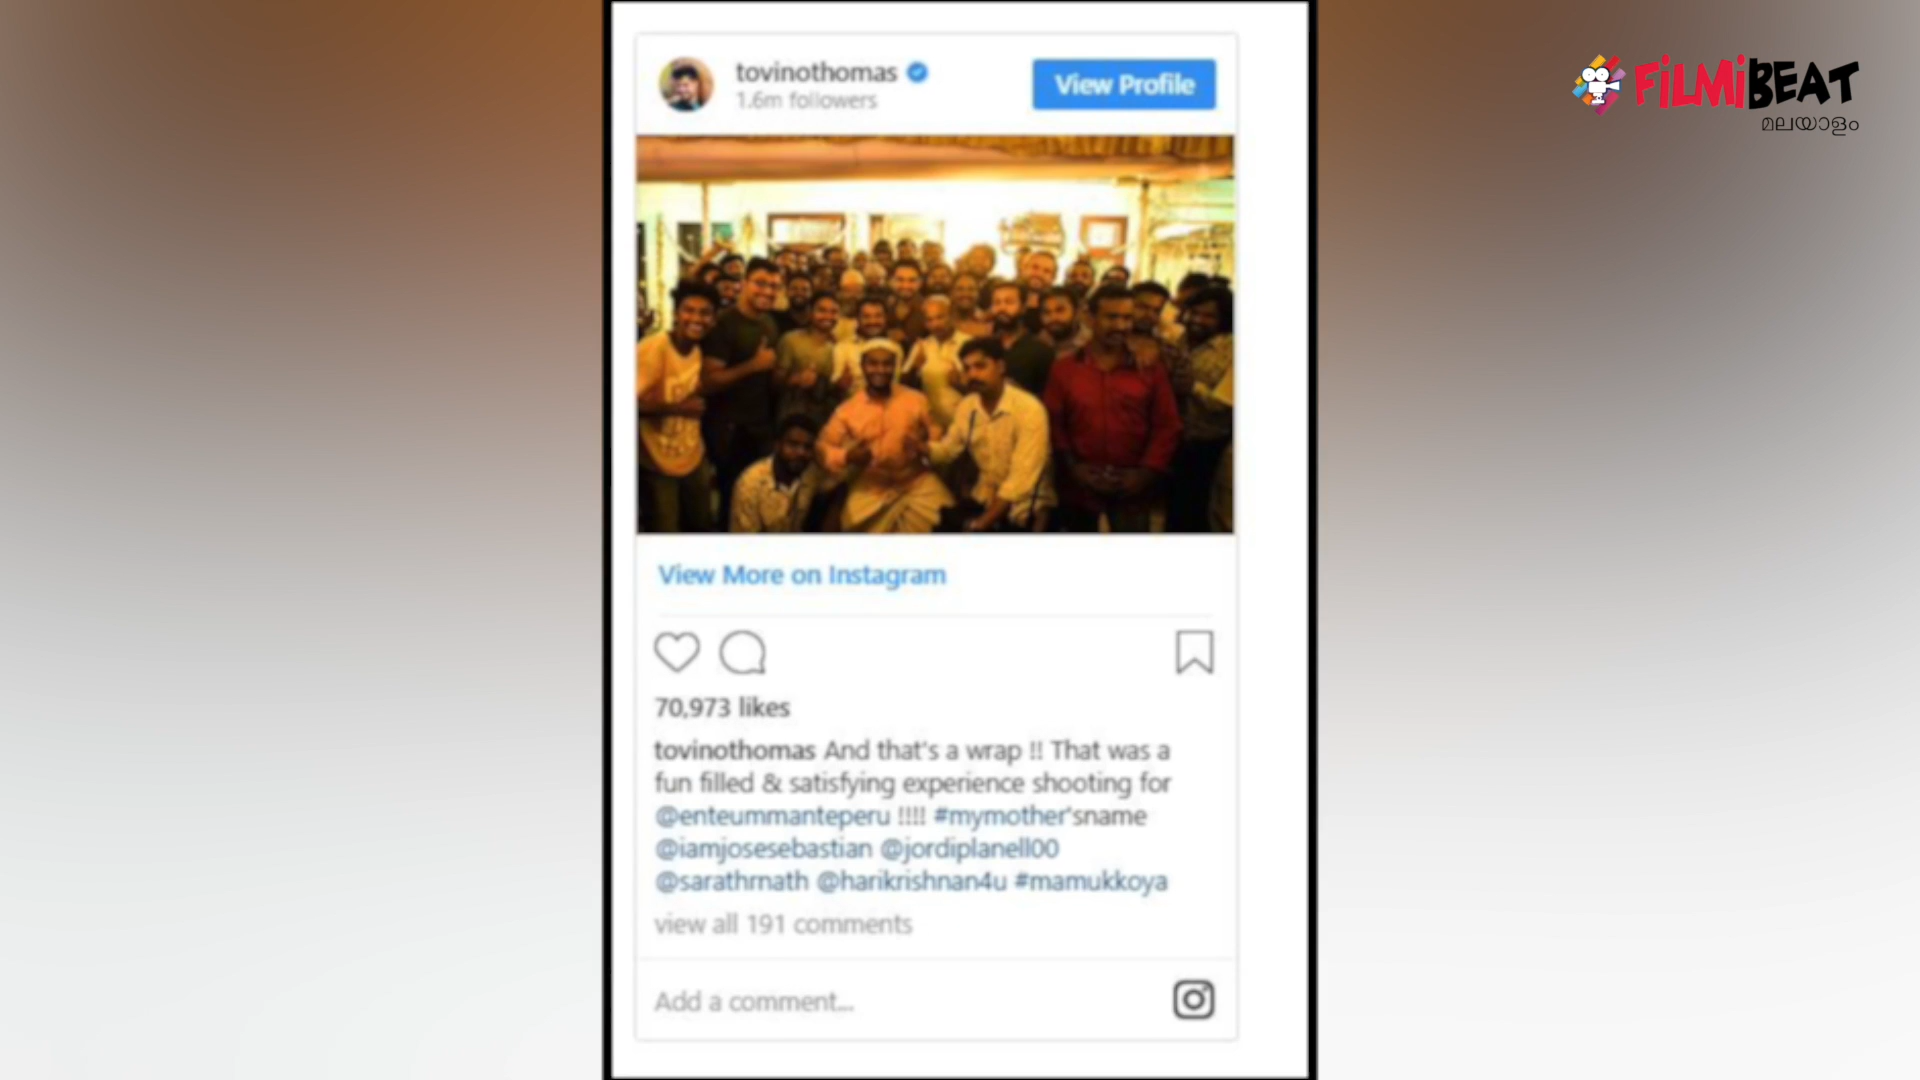 tovinothomas
1.6m followers
View Profile
FiLMiBEAT
മലയാളം
View More on Instagram
70,973 likes
tovinothomas And that's a wrap !! That was a
fun filled & satisfying experience shooting for
@enteummanteperu !!!! #mymother'sname
@iamjosesebastian @jordiplanell00
@sarathrnath @harikrishnan4u #mamukkoya
view all 191 comments
Add a comment...